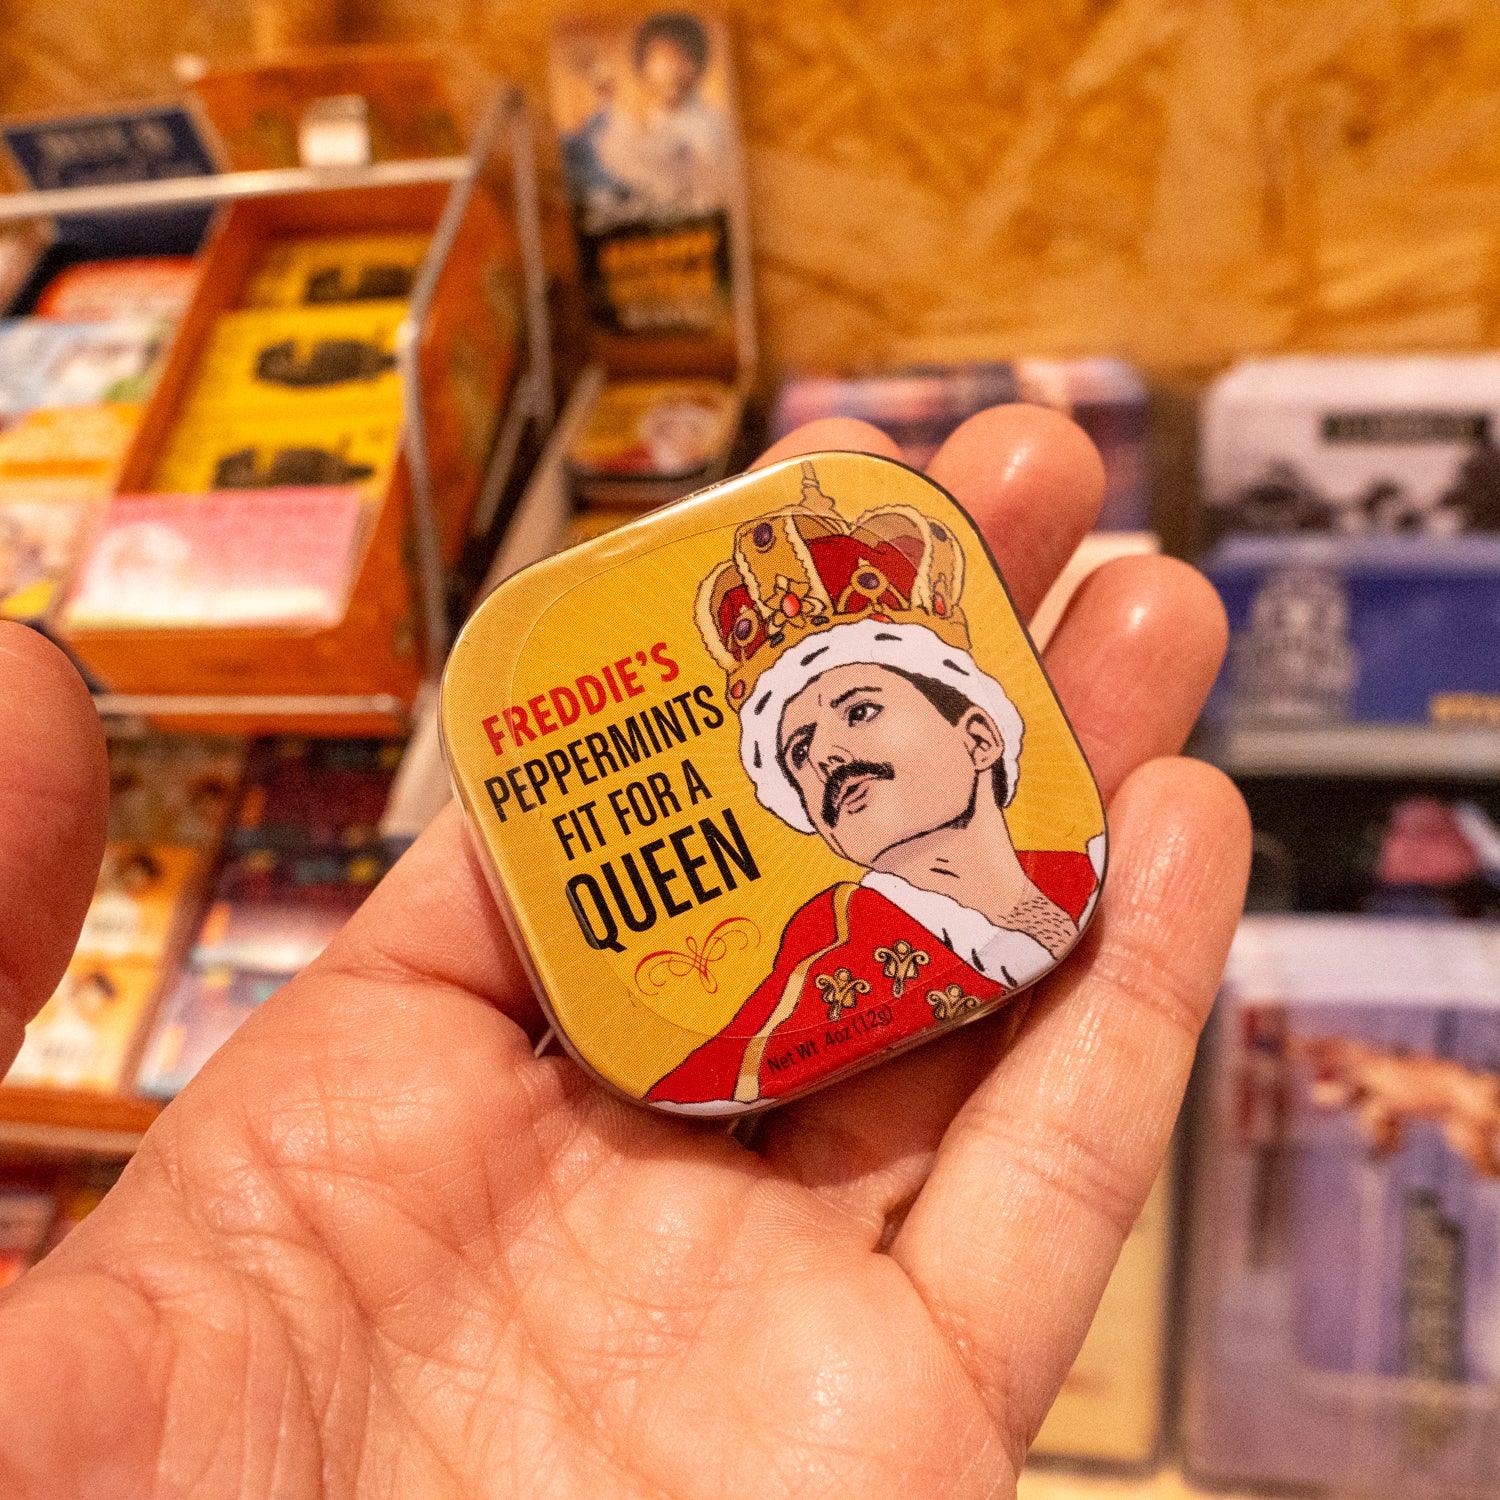 FREDDIE'S
PEPPERMINTS
FIT FOR A
QUEEN
Net Wt .4oz (12g)